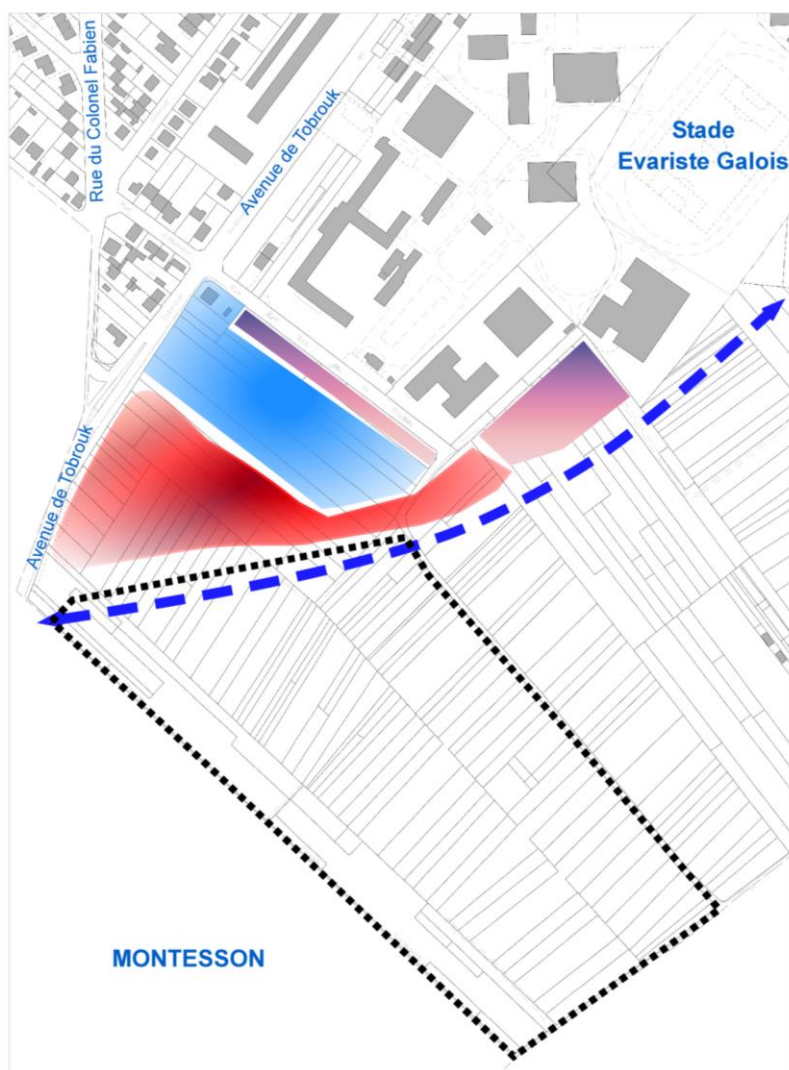 Rue du Colonel Fabien
Avenue de Tobrouk
Stade
Evariste Galois
Avenue de Tobrouk
MONTESSON